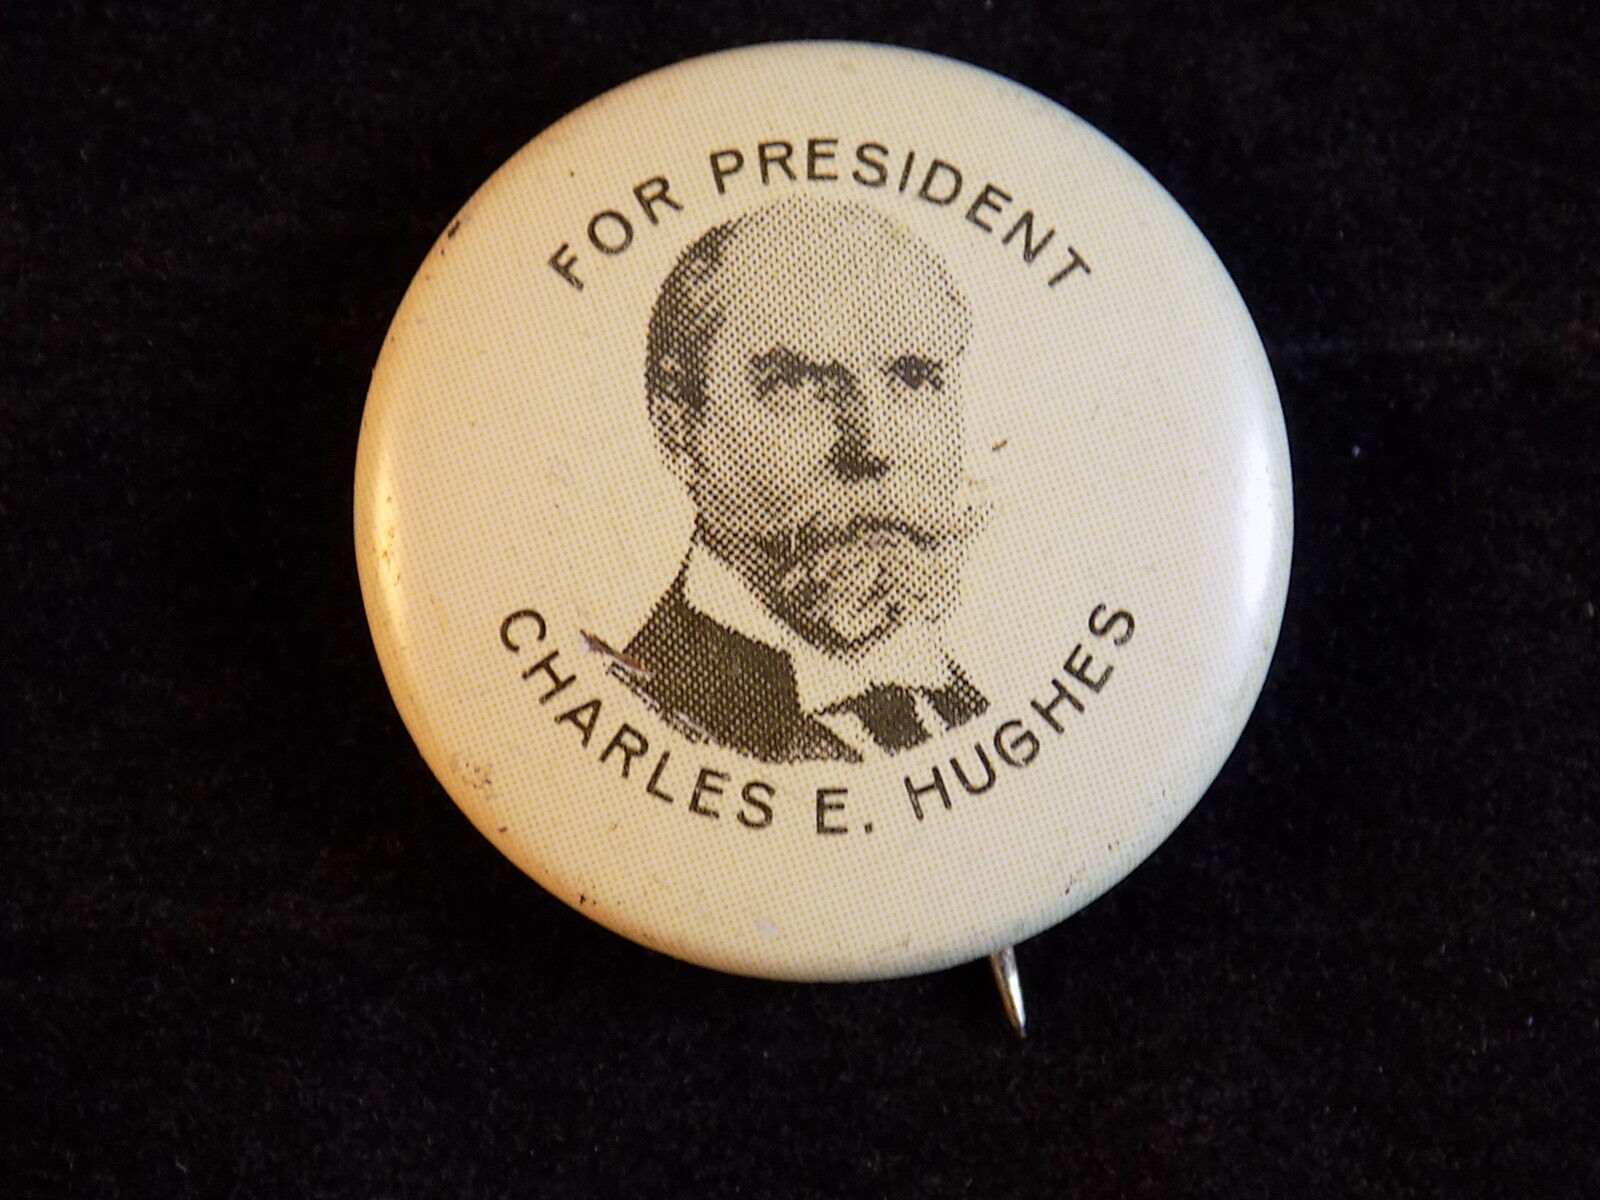 FOR PRESIDENT
CHARLES E. HUGHES